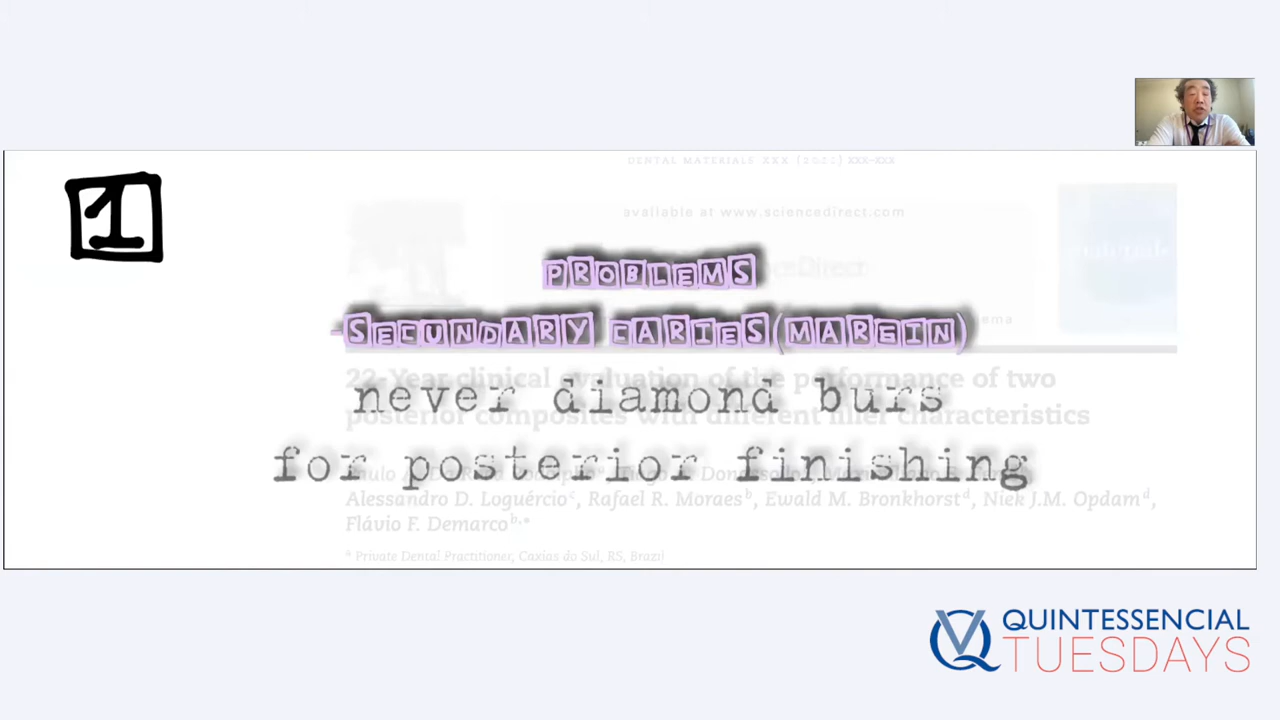 1
DENTAL MATERIALS XXX (2011) XXX–XXX
available at www.sciencedirect.com
PROBLEMS
-SECUNDARY CARIES(MARGIN)
22-Year clinical evaluation of the performance of two
never diamond burs
posterior composites with different filler characteristics
for posterior finishing
Alessandro D. Loguércio c, Rafael R. Moraes b, Ewald M. Bronkhorst d, Niek J.M. Opdam d,
Flávio F. Demarco b,*
a Private Dental Practitioner, Caxias do Sul, RS, Brazil
QUINTESSENCIAL
TUESDAYS